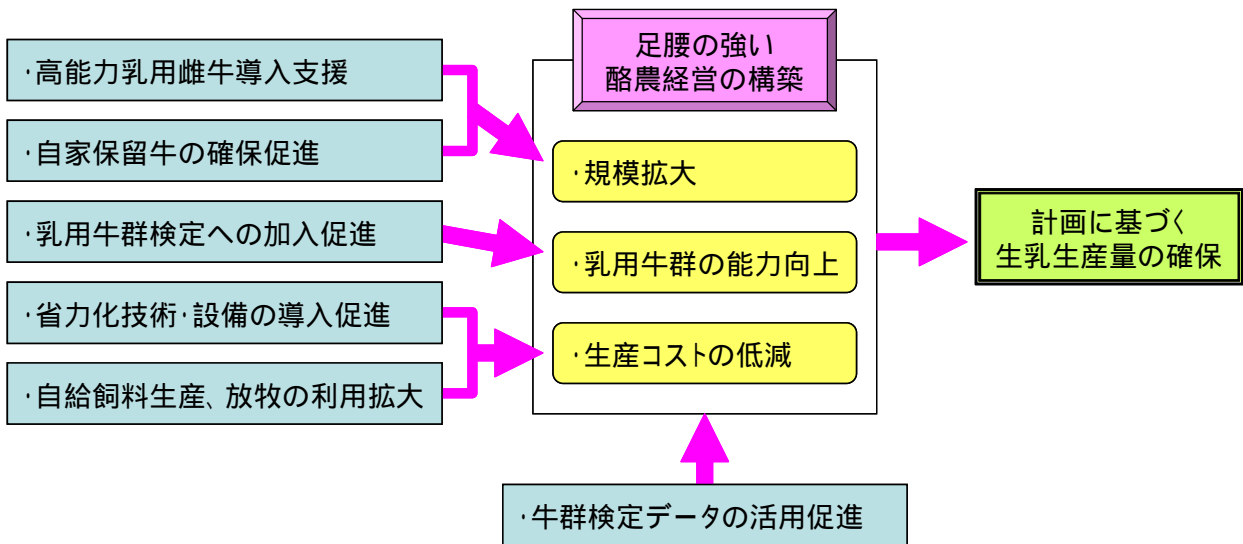 ・高能力乳用雌牛導入支援
・自家保留牛の確保促進
・乳用牛群検定への加入促進
・省力化技術・設備の導入促進
・自給飼料生産、放牧の利用拡大
足腰の強い
酪農経営の構築
・規模拡大
・乳用牛群の能力向上
・生産コストの低減
計画に基づく
生乳生産量の確保
・牛群検定データの活用促進